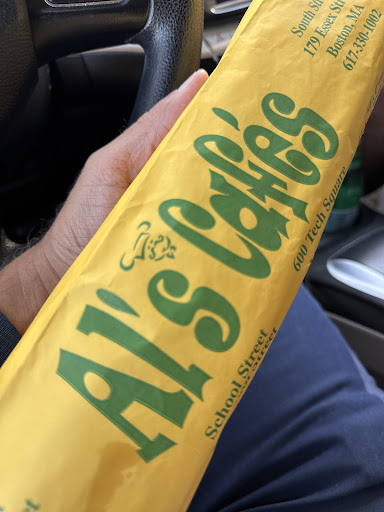 Al's Cafés
South St
179 Essex St
Boston, MA
617-330-1002
600 Tech Square
School Street